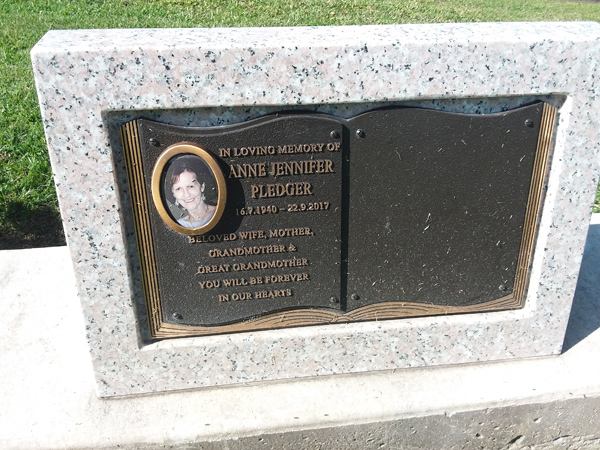 IN LOVING MEMORY OF
ANNE JENNIFER
PLEDGER
16.7.1940 – 22.9.2017
BELOVED WIFE, MOTHER,
GRANDMOTHER &
GREAT GRANDMOTHER
YOU WILL BE FOREVER
IN OUR HEARTS